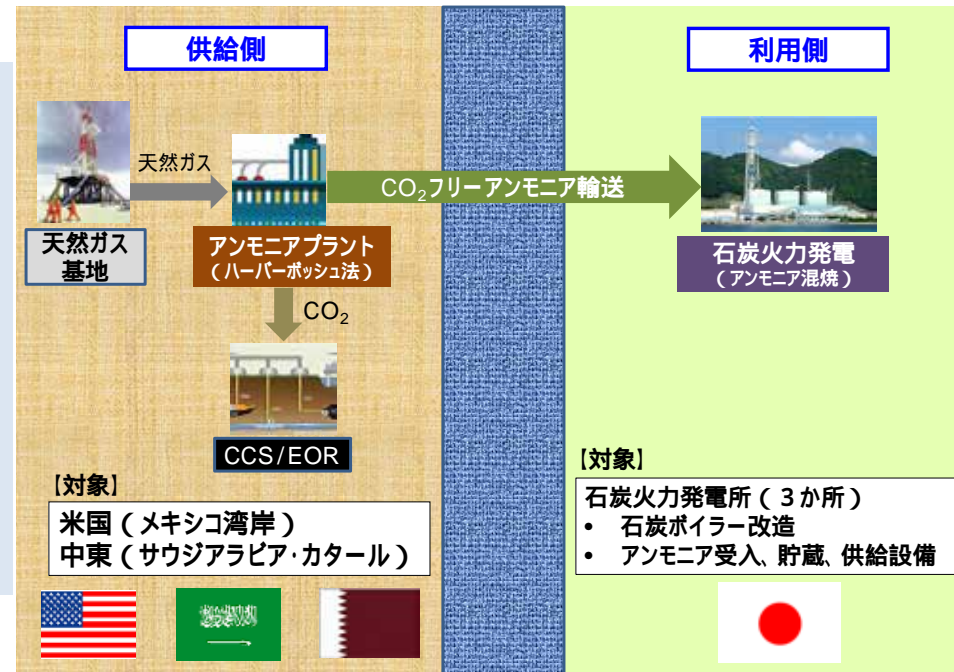 供給側
利用側
天然ガス
CO₂フリーアンモニア輸送
天然ガス
基地
アンモニアプラント
(ハーバーボッシュ法)
石炭火力発電
(アンモニア混焼)
CO₂
CCS/EOR
【対象】
米国(メキシコ湾岸)
中東(サウジアラビア・カタール)
【対象】
石炭火力発電所(3か所)
• 石炭ボイラー改造
• アンモニア受入、貯蔵、供給設備